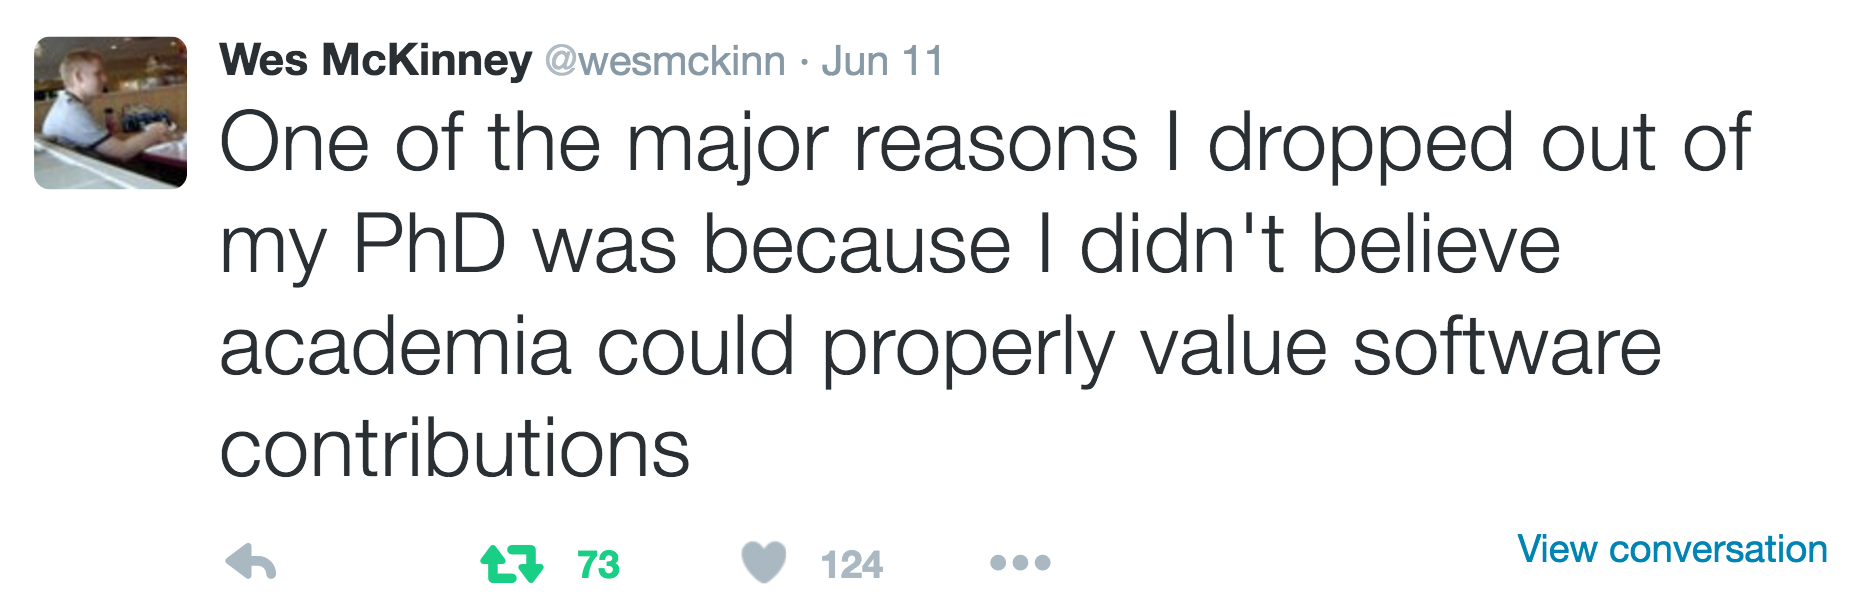 Wes McKinney @wesmckinn · Jun 11
One of the major reasons I dropped out of
my PhD was because I didn't believe
academia could properly value software
contributions
73 124 View conversation